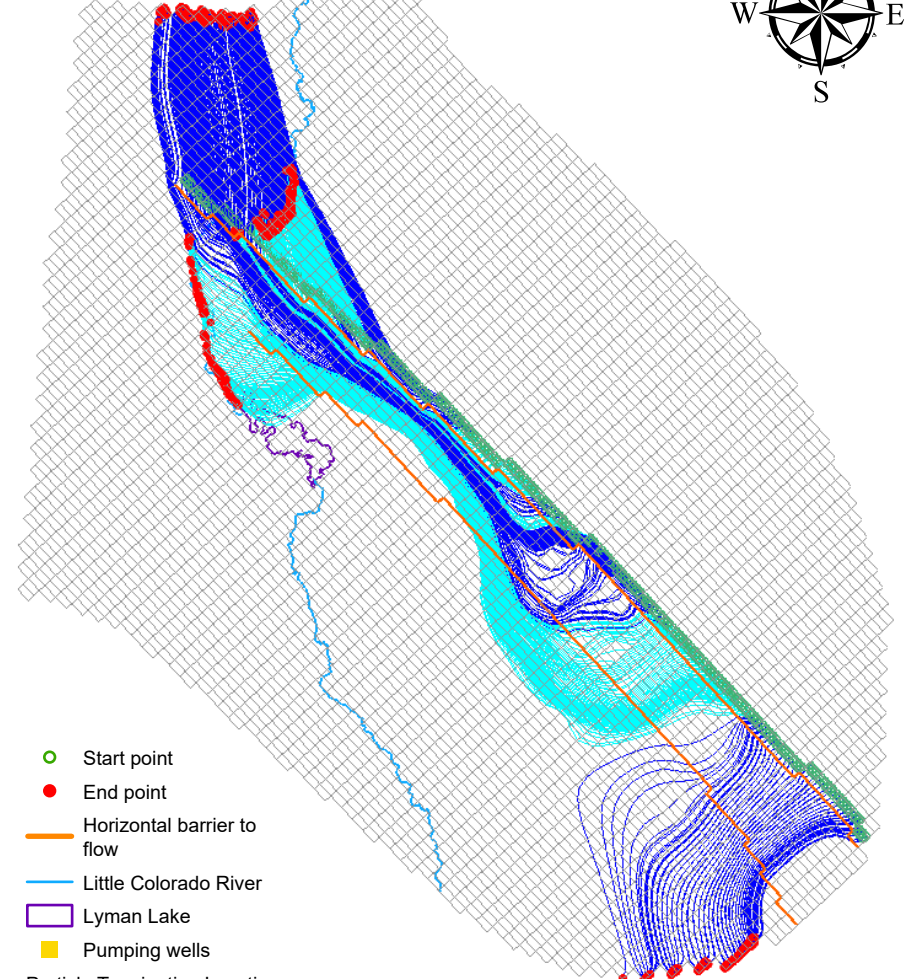 W
E
S
Start point
End point
Horizontal barrier to
flow
Little Colorado River
Lyman Lake
Pumping wells